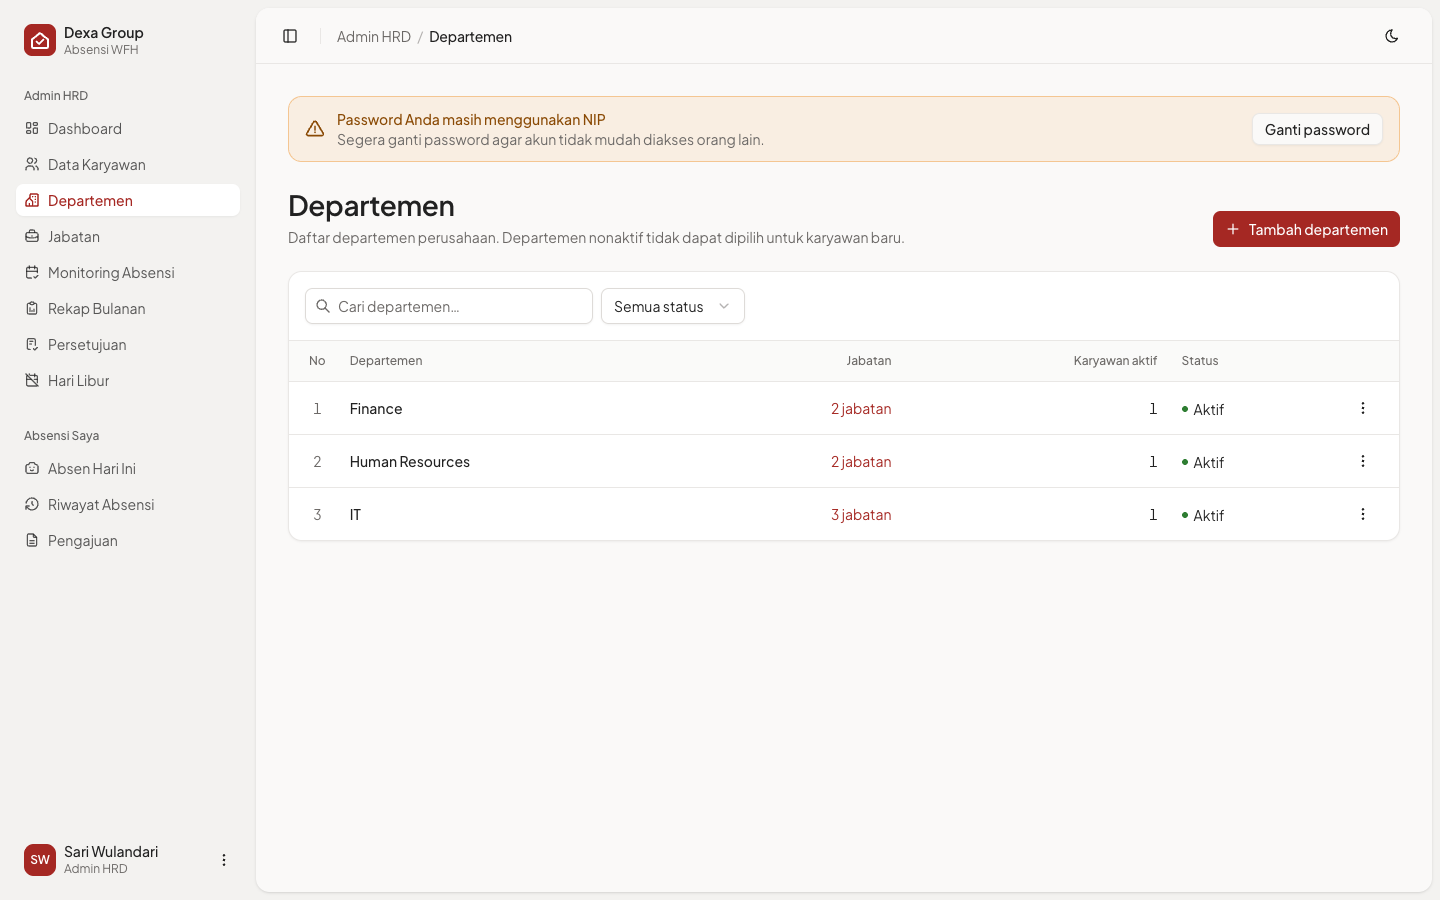 Dexa Group
Absensi WFH
Admin HRD
Dashboard
Data Karyawan
Departemen
Jabatan
Monitoring Absensi
Rekap Bulanan
Persetujuan
Hari Libur
Absensi Saya
Absen Hari Ini
Riwayat Absensi
Pengajuan
SW
Sari Wulandari
Admin HRD
Admin HRD / Departemen
Password Anda masih menggunakan NIP
Segera ganti password agar akun tidak mudah diakses orang lain.
Ganti password
Departemen
Daftar departemen perusahaan. Departemen nonaktif tidak dapat dipilih untuk karyawan baru.
Tambah departemen
Cari departemen... Semua status
No Departemen Jabatan Karyawan aktif Status
1 Finance 2 jabatan 1 Aktif
2 Human Resources 2 jabatan 1 Aktif
3 IT 3 jabatan 1 Aktif